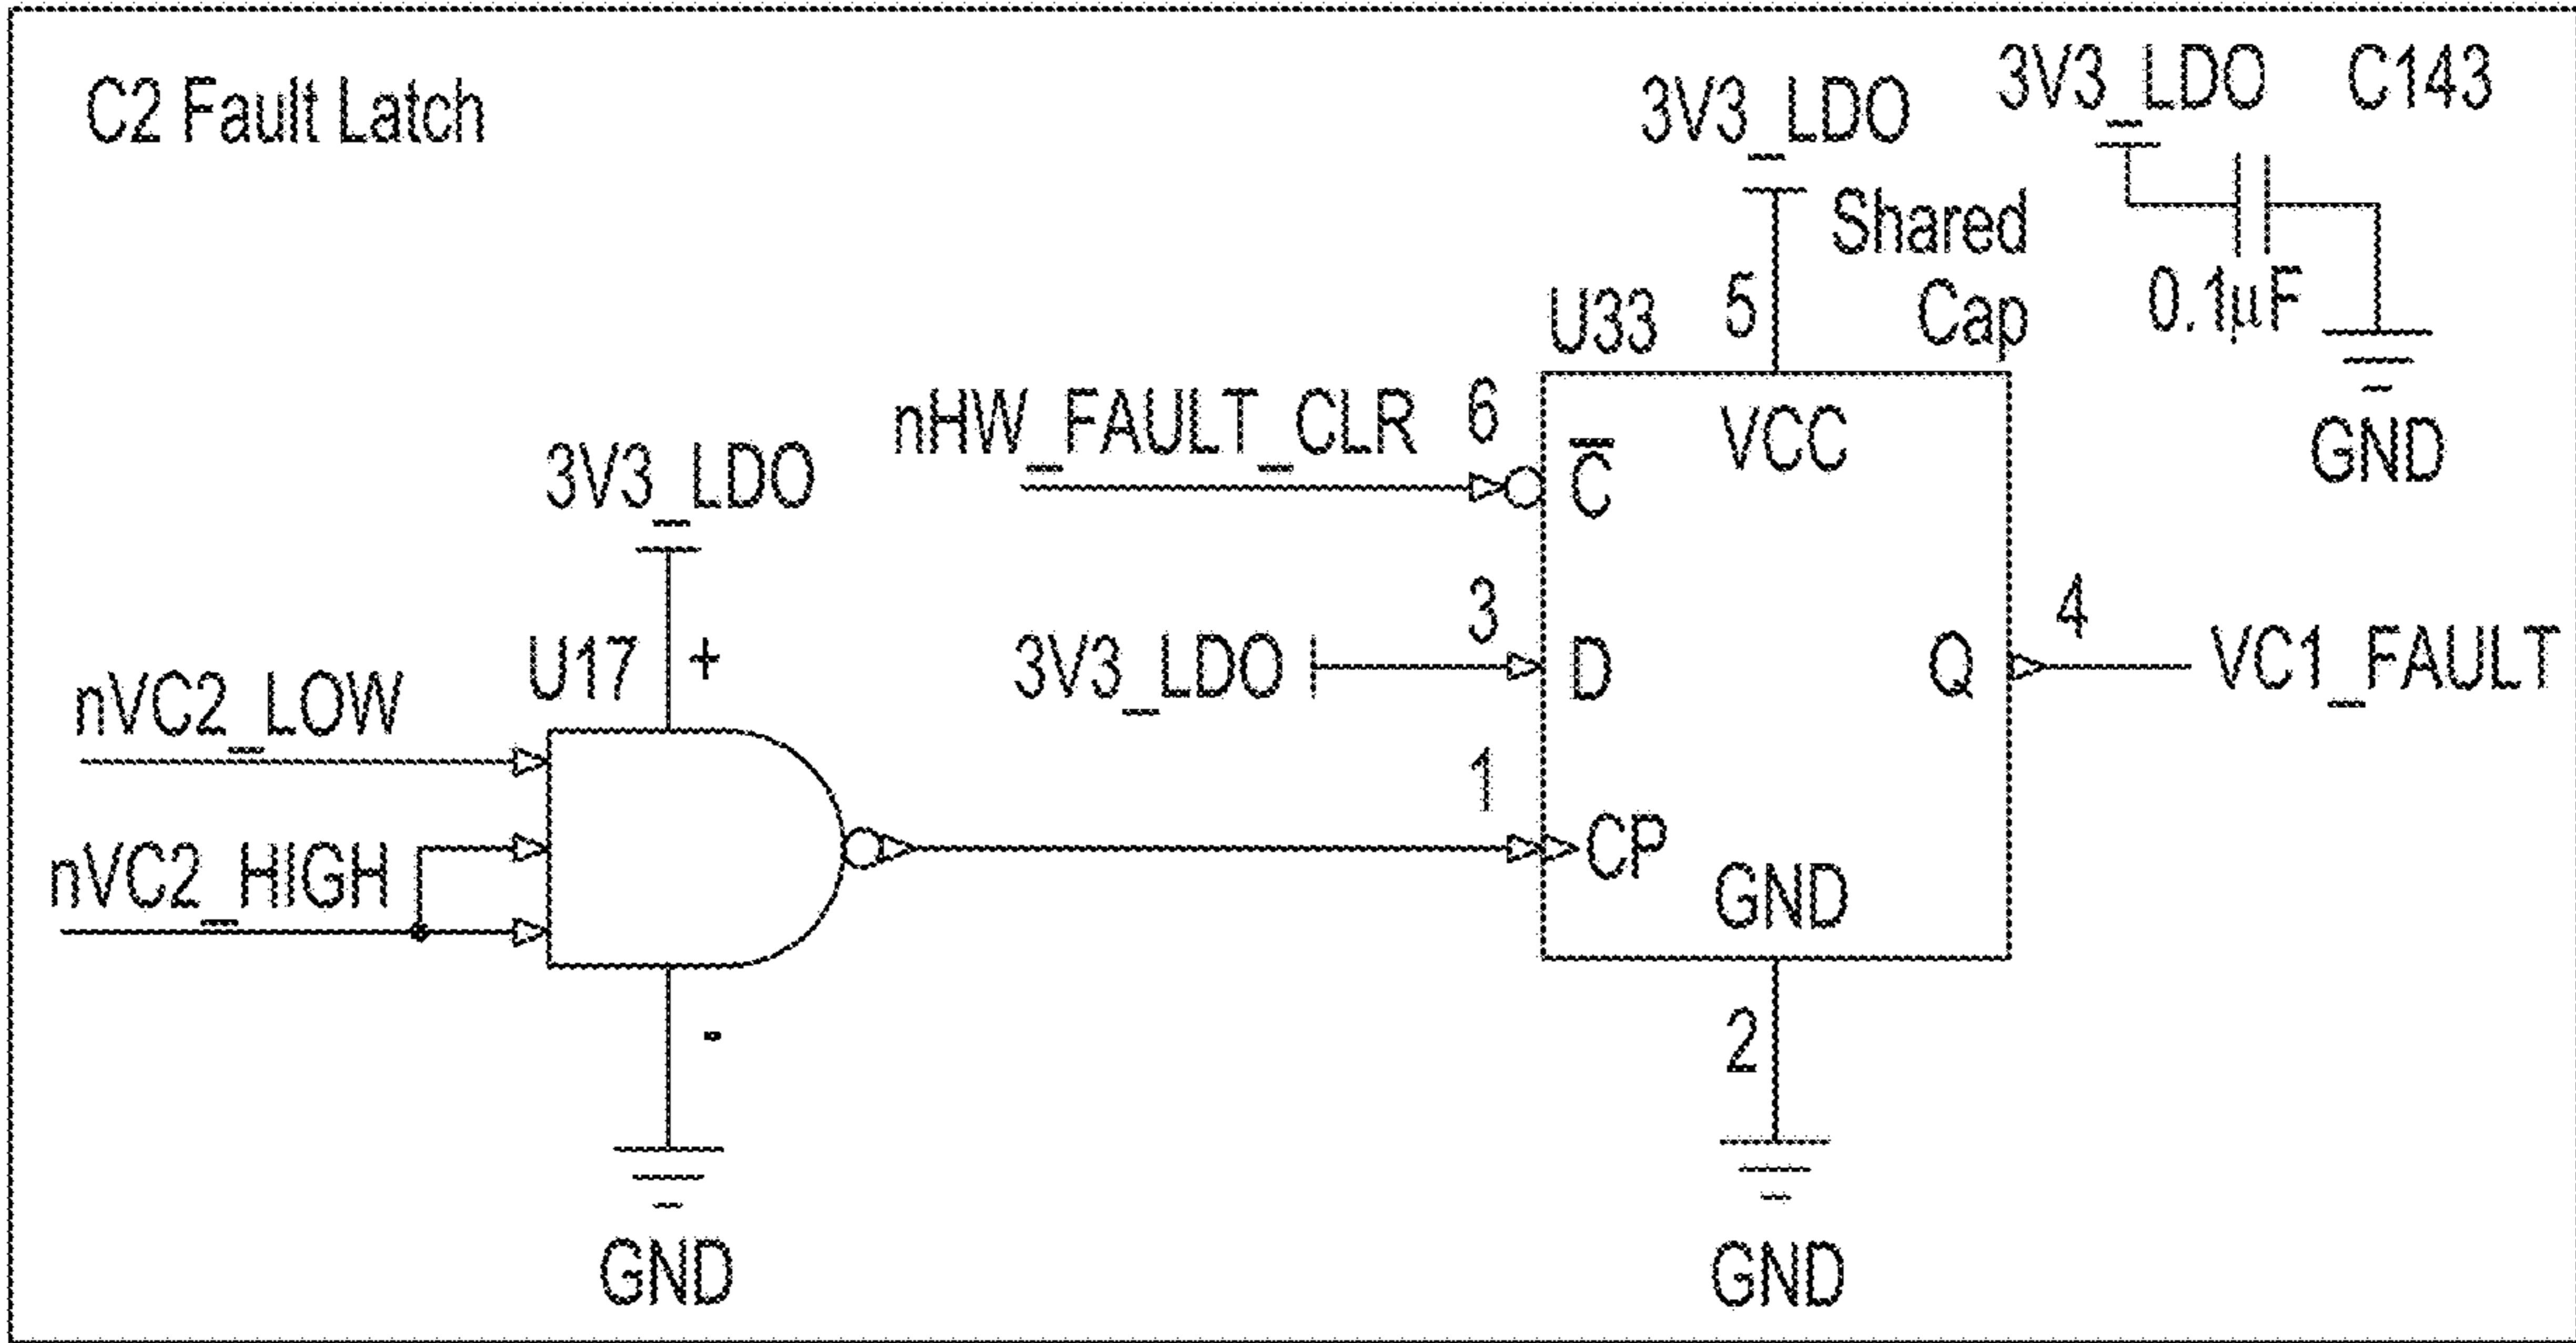 C2 Fault Latch
3V3_LDO
C143
3V3_LDO
Shared
Cap
0.1µF
GND
U33
5
nHW_FAULT_CLR
6
C̅
VCC
3V3_LDO
U17
+
3
3V3_LDO
D
Q
4
VC1_FAULT
nVC2_LOW
1
CP
nVC2_HIGH
GND
-
2
GND
GND